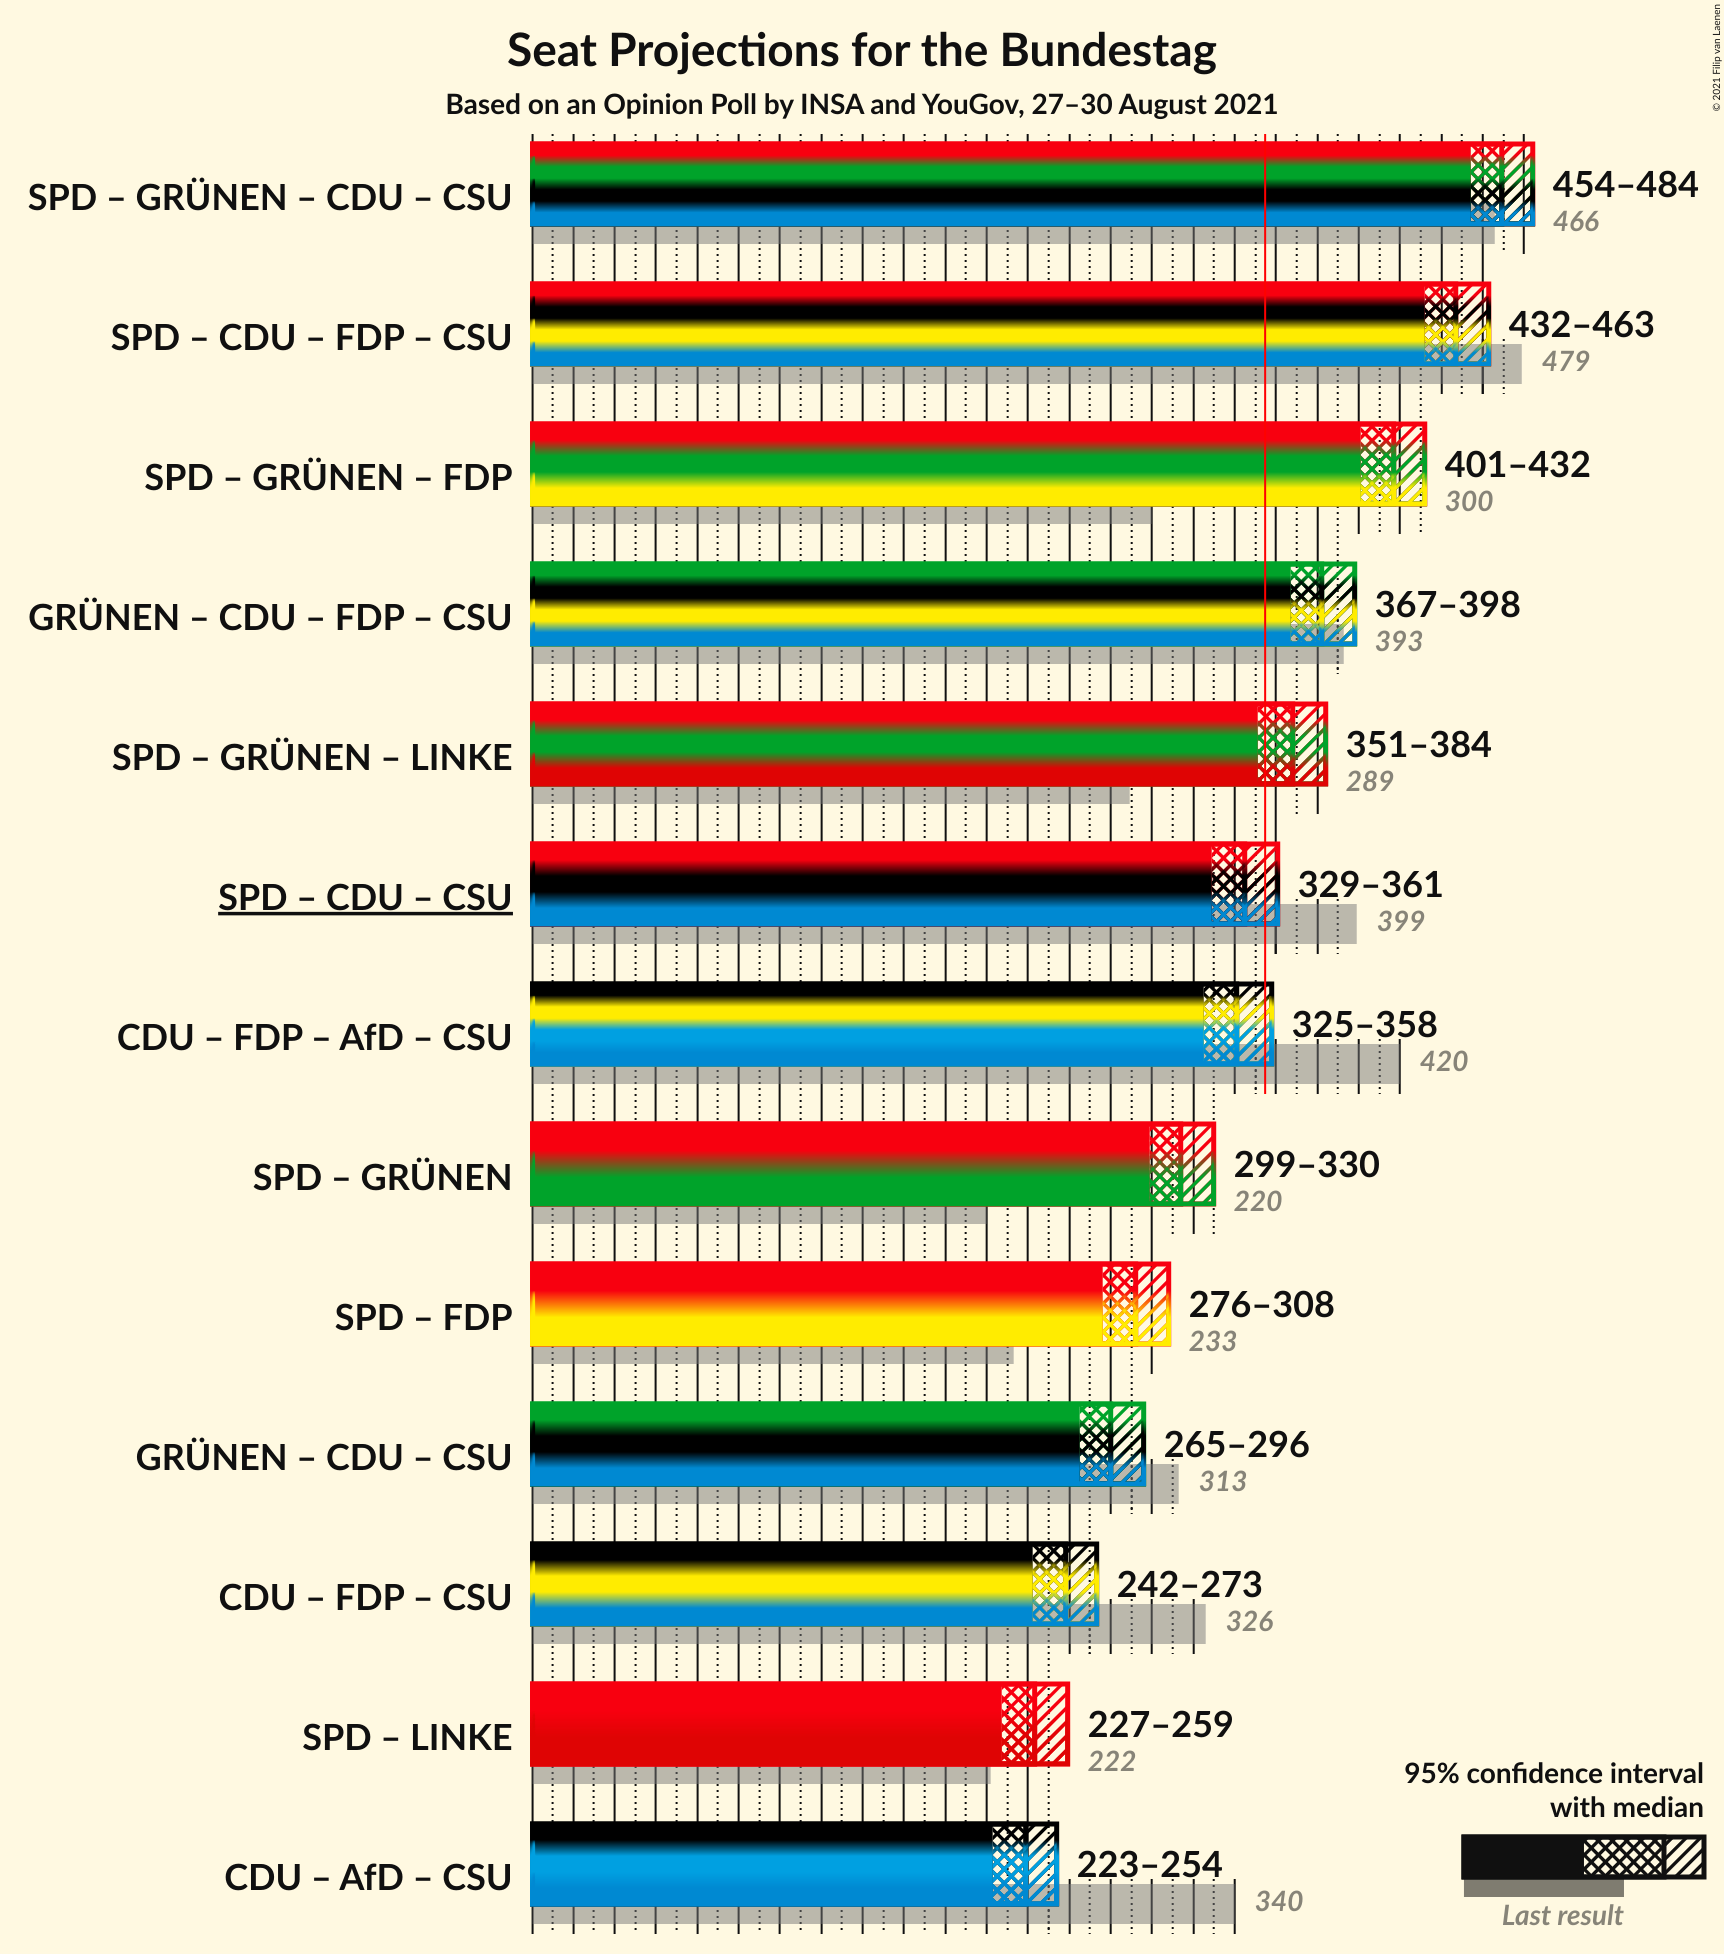 Seat Projections for the Bundestag
Based on an Opinion Poll by INSA and YouGov, 27–30 August 2021
© 2021 Filip van Laenen
SPD – GRÜNEN – CDU – CSU
454–484
466
SPD – CDU – FDP – CSU
432–463
479
SPD – GRÜNEN – FDP
401–432
300
GRÜNEN – CDU – FDP – CSU
367–398
393
SPD – GRÜNEN – LINKE
351–384
289
SPD – CDU – CSU
329–361
399
CDU – FDP – AfD – CSU
325–358
420
SPD – GRÜNEN
299–330
220
SPD – FDP
276–308
233
GRÜNEN – CDU – CSU
265–296
313
CDU – FDP – CSU
242–273
326
SPD – LINKE
227–259
222
CDU – AfD – CSU
223–254
340
95% confidence interval
with median
Last result